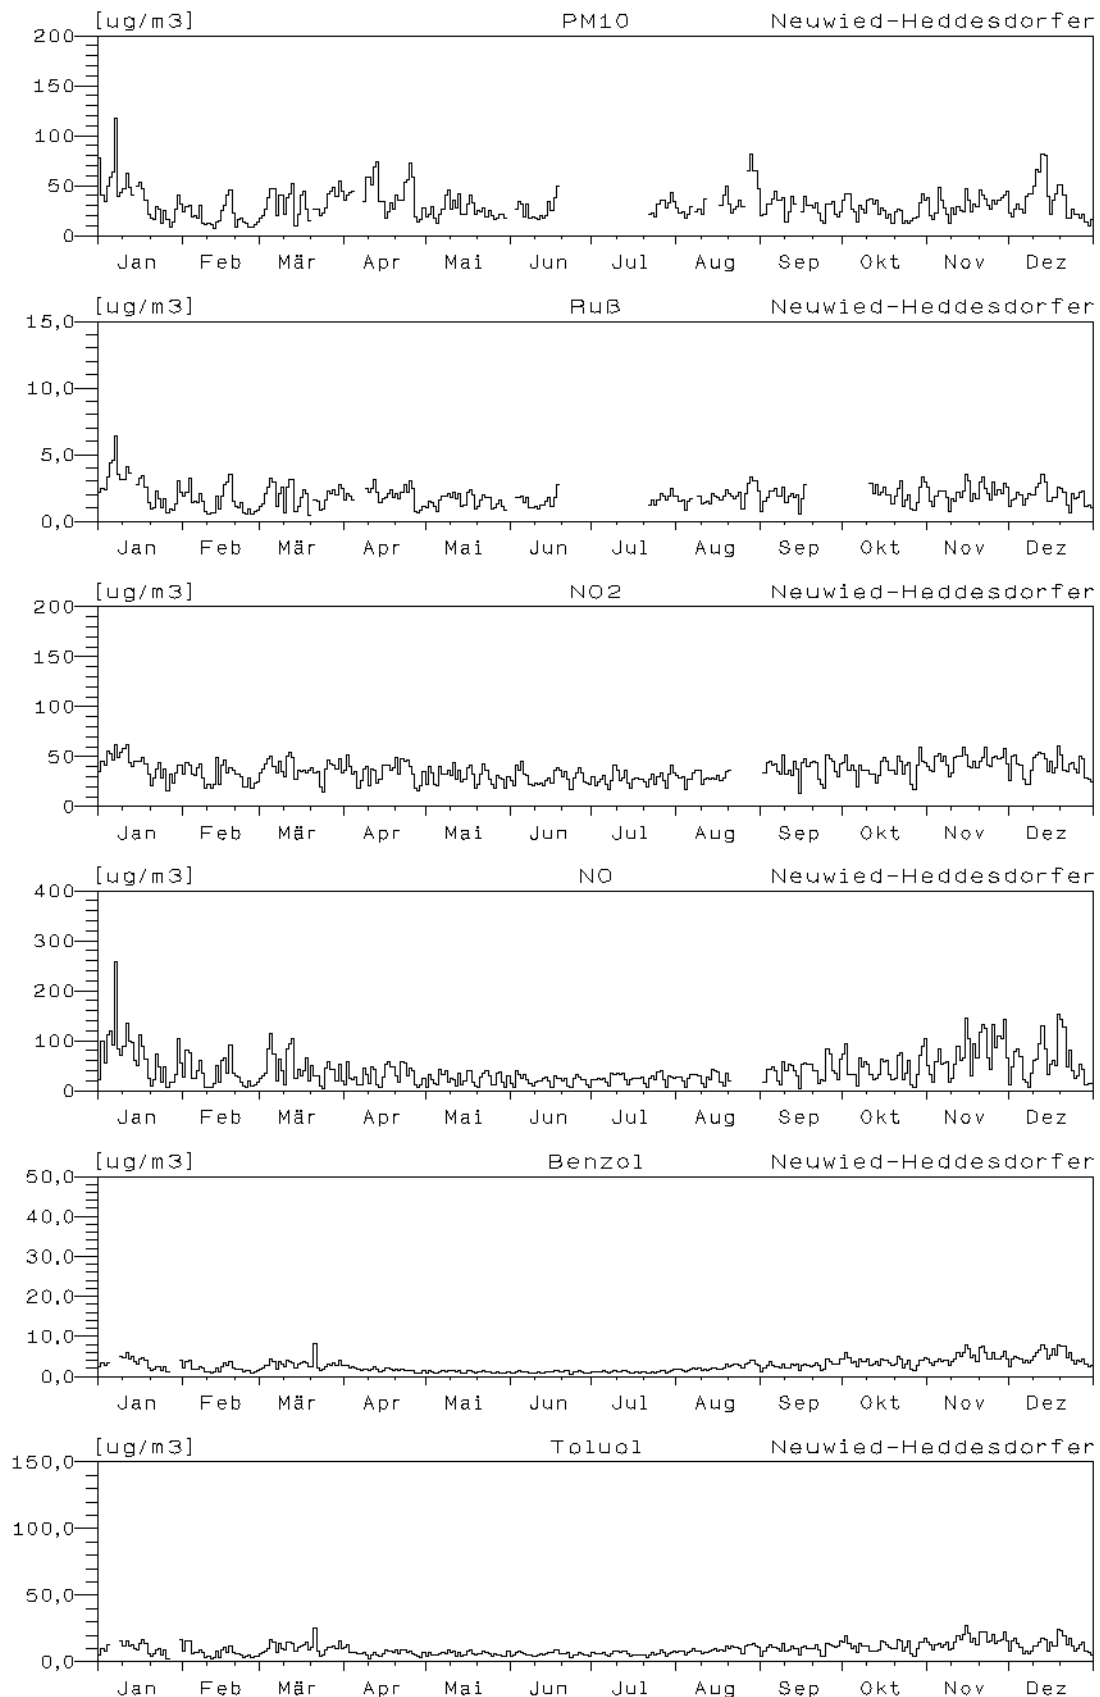 [ug/m3] PM10 Neuwied-Heddesdorfer
200
150
100
50
0
Jan Feb Mär Apr Mai Jun Jul Aug Sep Okt Nov Dez
[ug/m3] Ruß Neuwied-Heddesdorfer
15,0
10,0
5,0
0,0
Jan Feb Mär Apr Mai Jun Jul Aug Sep Okt Nov Dez
[ug/m3] NO2 Neuwied-Heddesdorfer
200
150
100
50
0
Jan Feb Mär Apr Mai Jun Jul Aug Sep Okt Nov Dez
[ug/m3] NO Neuwied-Heddesdorfer
400
300
200
100
0
Jan Feb Mär Apr Mai Jun Jul Aug Sep Okt Nov Dez
[ug/m3] Benzol Neuwied-Heddesdorfer
50,0
40,0
30,0
20,0
10,0
0,0
Jan Feb Mär Apr Mai Jun Jul Aug Sep Okt Nov Dez
[ug/m3] Toluol Neuwied-Heddesdorfer
150,0
100,0
50,0
0,0
Jan Feb Mär Apr Mai Jun Jul Aug Sep Okt Nov Dez